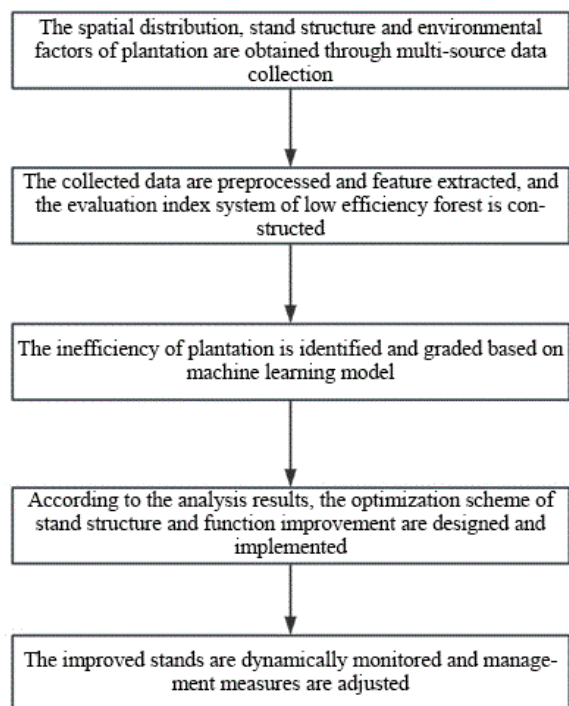 The spatial distribution, stand structure and environmental
factors of plantation are obtained through multi-source data
collection
The collected data are preprocessed and feature extracted, and
the evaluation index system of low efficiency forest is con-
structed
The inefficiency of plantation is identified and graded based on
machine learning model
According to the analysis results, the optimization scheme of
stand structure and function improvement are designed and
implemented
The improved stands are dynamically monitored and manage-
ment measures are adjusted